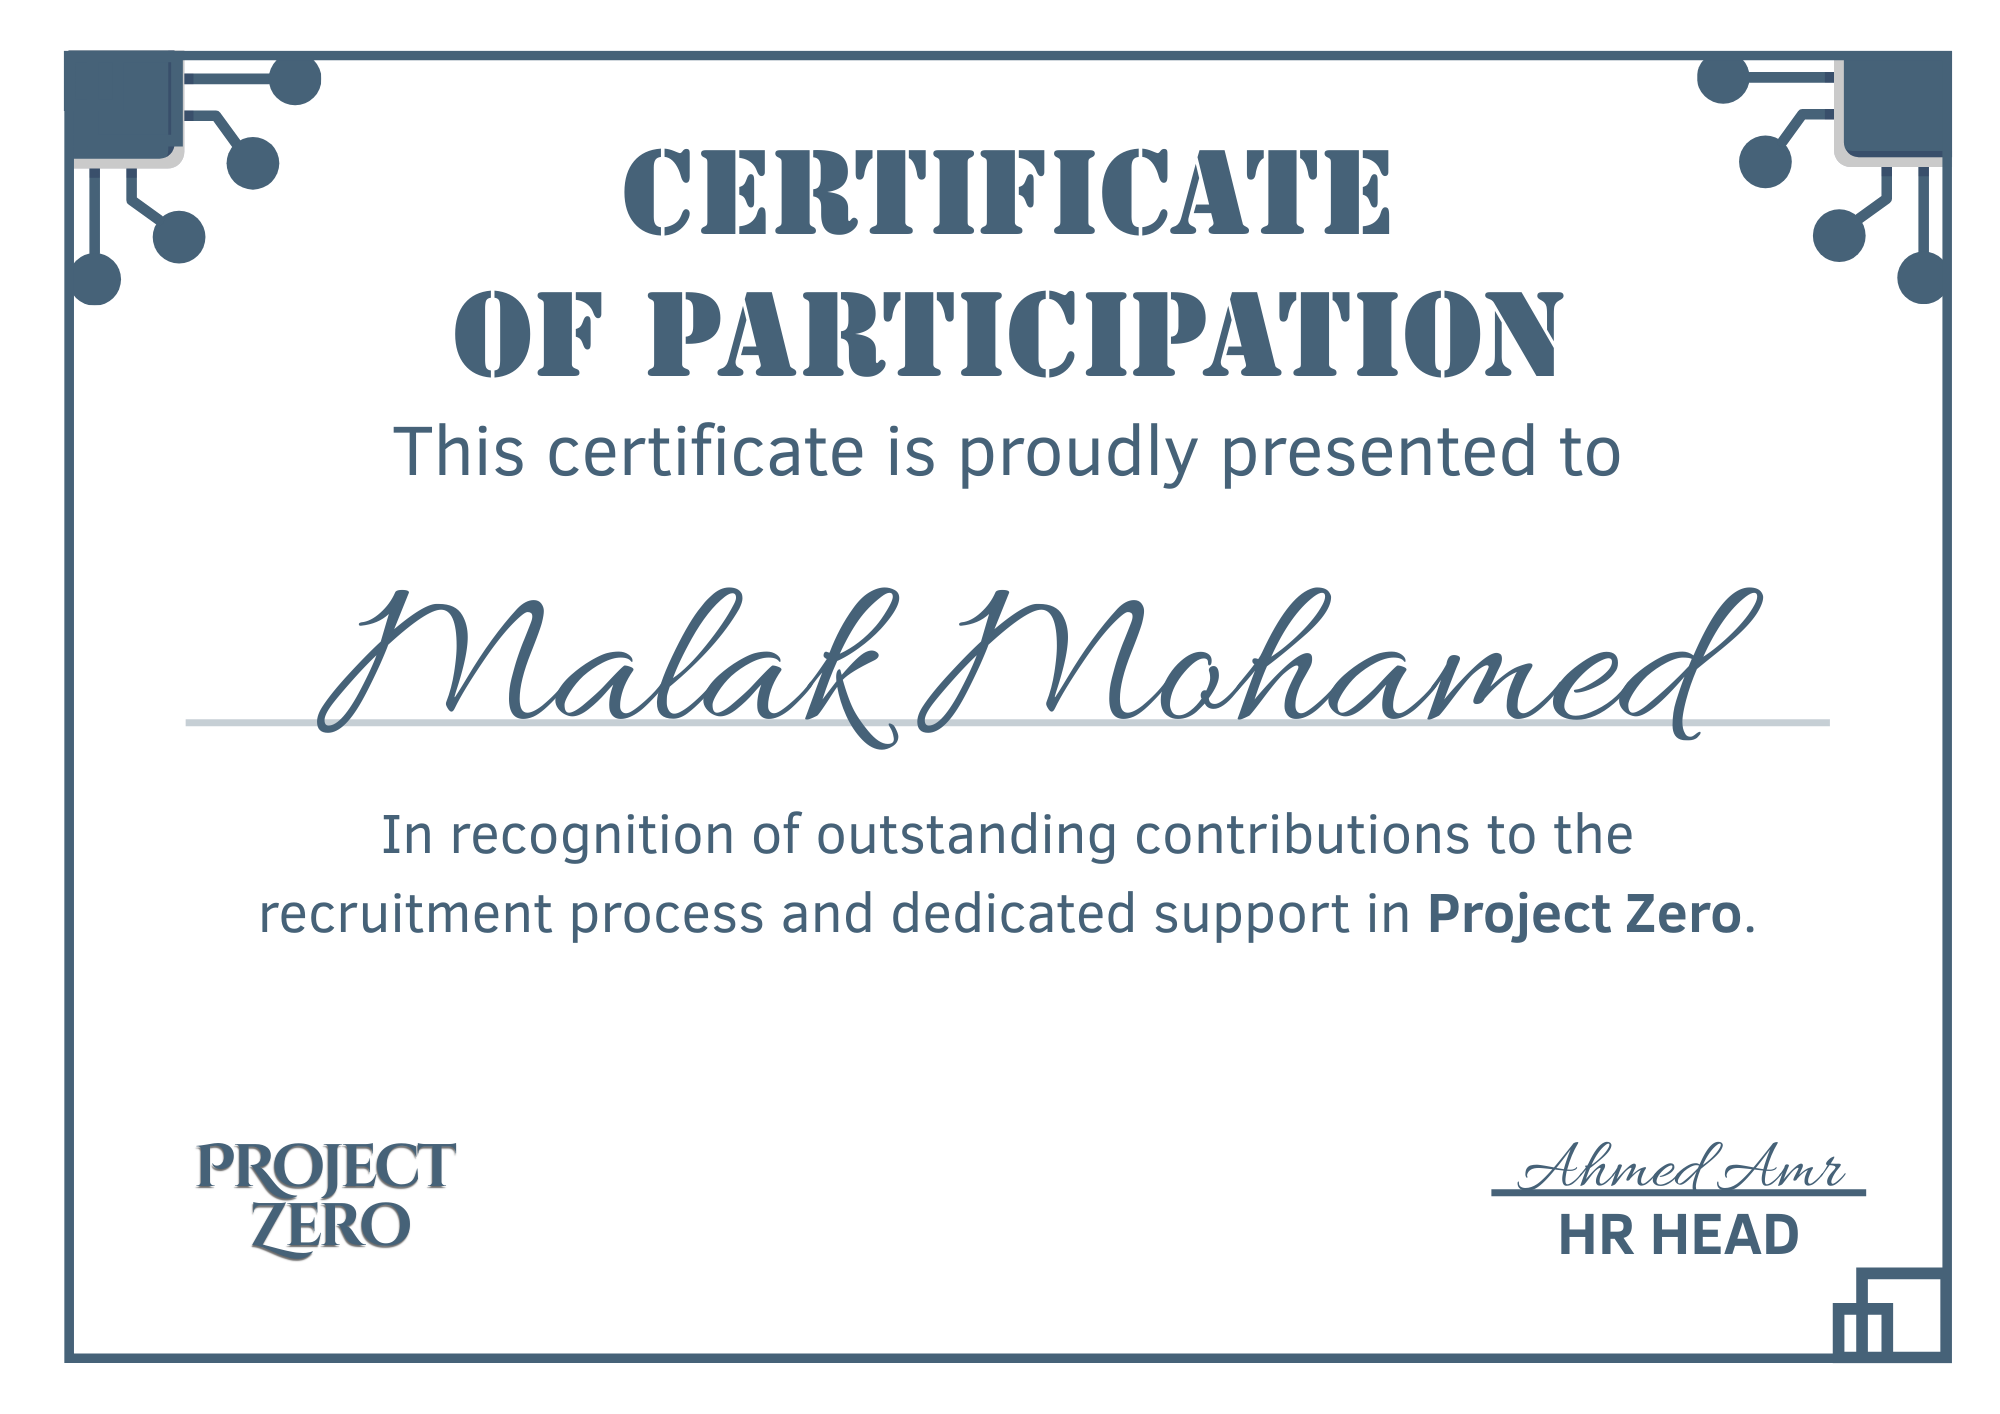 CERTIFICATE
OF PARTICIPATION
This certificate is proudly presented to
Malak Mohamed
In recognition of outstanding contributions to the
recruitment process and dedicated support in Project Zero.
PROJECT
ZERO
Ahmed Amr
HR HEAD